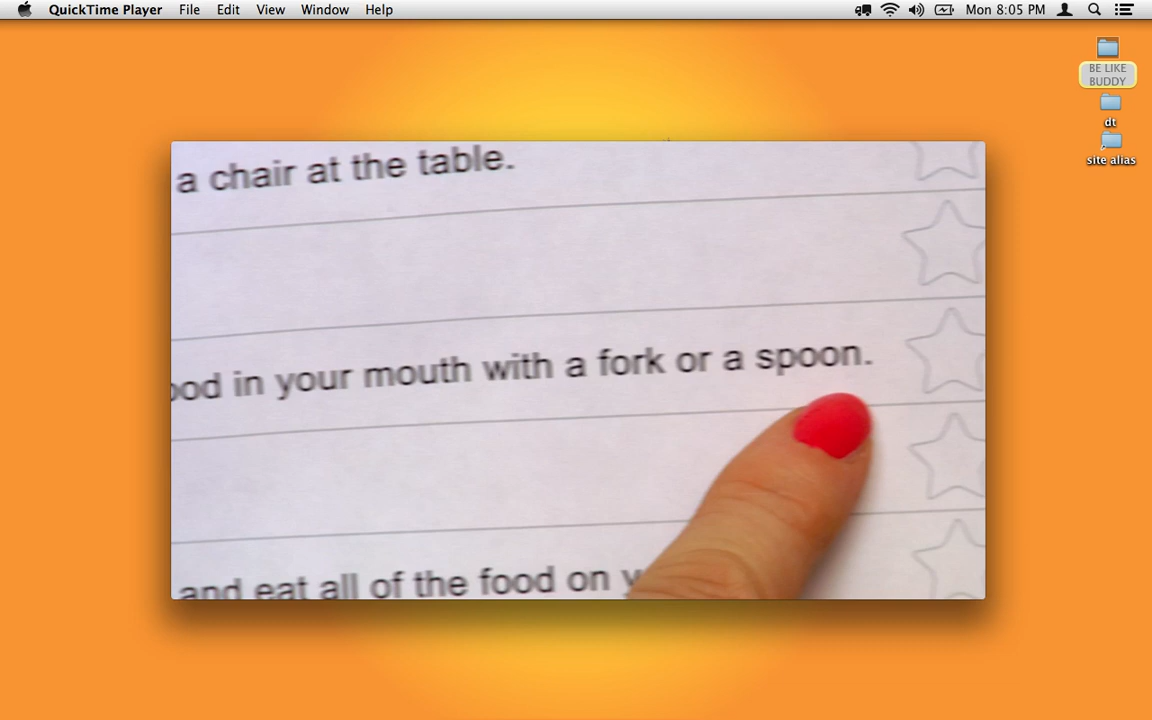 QuickTime Player File Edit View Window Help Mon 8:05 PM
BE LIKE
BUDDY
dt
site alias
a chair at the table.
in your mouth with a fork or a spoon.
and eat all of the food on